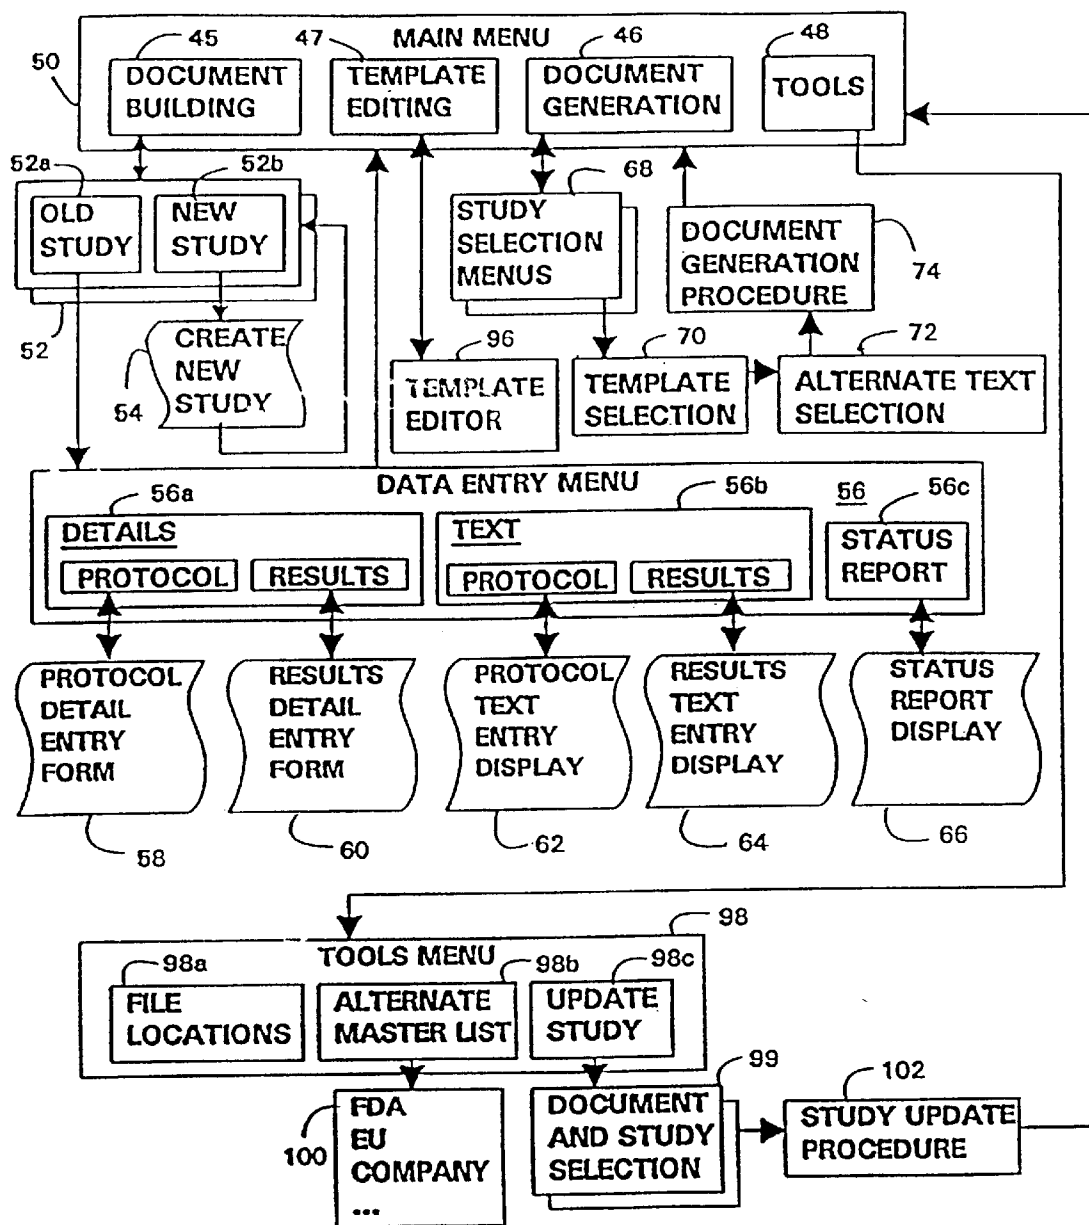 45
47
MAIN MENU
46
48
50
DOCUMENT
BUILDING
TEMPLATE
EDITING
DOCUMENT
GENERATION
TOOLS
52a
52b
OLD
STUDY
NEW
STUDY
52
68
STUDY
SELECTION
MENUS
DOCUMENT
GENERATION
PROCEDURE
74
54
CREATE
NEW
STUDY
96
TEMPLATE
EDITOR
70
TEMPLATE
SELECTION
72
ALTERNATE TEXT
SELECTION
DATA ENTRY MENU
56a
DETAILS
PROTOCOL
RESULTS
56b
TEXT
PROTOCOL
RESULTS
56
56c
STATUS
REPORT
PROTOCOL
DETAIL
ENTRY
FORM
RESULTS
DETAIL
ENTRY
FORM
PROTOCOL
TEXT
ENTRY
DISPLAY
RESULTS
TEXT
ENTRY
DISPLAY
STATUS
REPORT
DISPLAY
58
60
62
64
66
98
TOOLS MENU
98a
98b
98c
FILE
LOCATIONS
ALTERNATE
MASTER LIST
UPDATE
STUDY
100
FDA
EU
COMPANY
...
99
DOCUMENT
AND STUDY
SELECTION
102
STUDY UPDATE
PROCEDURE